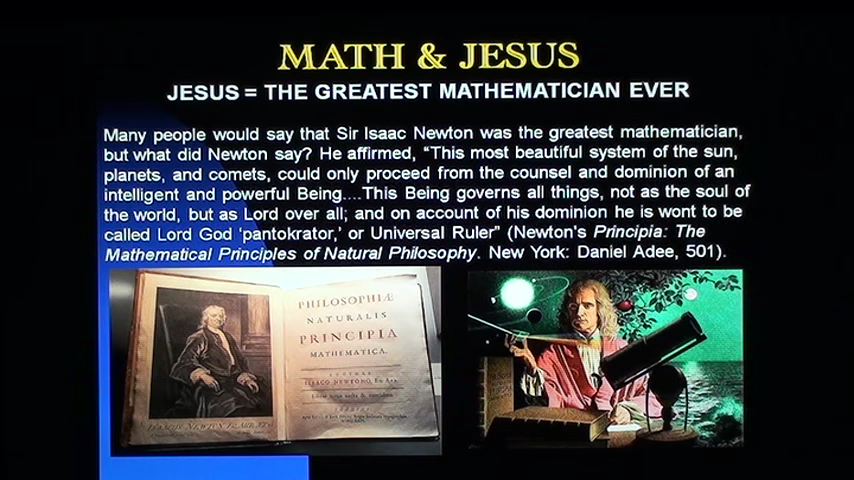 MATH & JESUS
JESUS = THE GREATEST MATHEMATICIAN EVER
Many people would say that Sir Isaac Newton was the greatest mathematician,
but what did Newton say? He affirmed, “This most beautiful system of the sun,
planets, and comets, could only proceed from the counsel and dominion of an
intelligent and powerful Being....This Being governs all things, not as the soul of
the world, but as Lord over all; and on account of his dominion he is wont to be
called Lord God ‘pantokrator,’ or Universal Ruler” (Newton's Principia: The
Mathematical Principles of Natural Philosophy. New York: Daniel Adee, 501).
PHILOSOPHIÆ
NATURALIS
PRINCIPIA
MATHEMATICA.